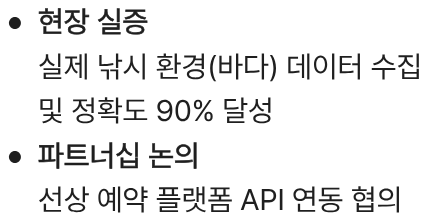 • 현장 실증
실제 낚시 환경(바다) 데이터 수집
및 정확도 90% 달성
• 파트너십 논의
선상 예약 플랫폼 API 연동 협의